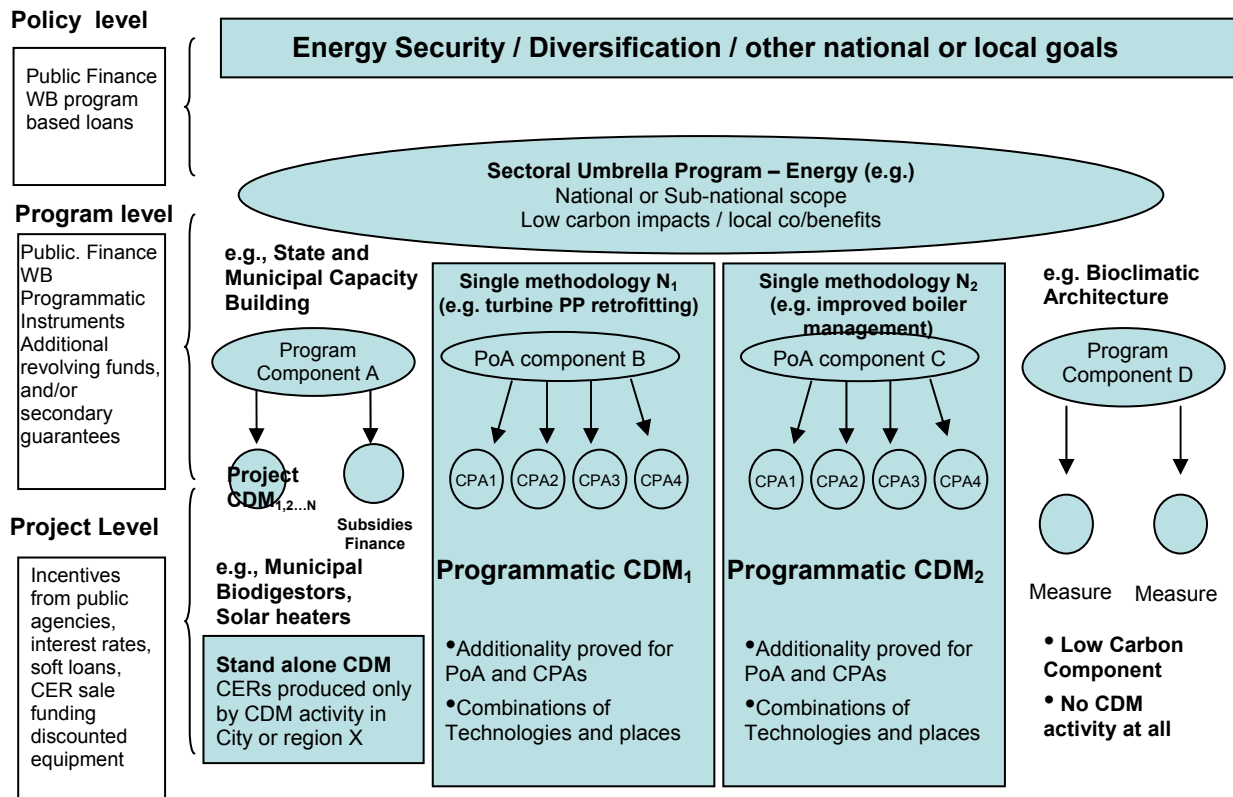 Policy level
Public Finance
WB program
based loans
Energy Security / Diversification / other national or local goals
Sectoral Umbrella Program – Energy (e.g.)
National or Sub-national scope
Low carbon impacts / local co/benefits
Program level
Public. Finance
WB
Programmatic
Instruments
Additional
revolving funds,
and/or
secondary
guarantees
e.g., State and
Municipal Capacity
Building
Program
Component A
Project
CDM1,2…N
Subsidies
Finance
Single methodology N1
(e.g. turbine PP retrofitting)
PoA component B
CPA1
CPA2
CPA3
CPA4
Single methodology N2
(e.g. improved boiler
management)
PoA component C
CPA1
CPA2
CPA3
CPA4
e.g. Bioclimatic
Architecture
Program
Component D
Measure
Measure
Project Level
Incentives
from public
agencies,
interest rates,
soft loans,
CER sale
funding
discounted
equipment
e.g., Municipal
Biodigestors,
Solar heaters
Stand alone CDM
CERs produced only
by CDM activity in
City or region X
Programmatic CDM1
•Additionality proved for
PoA and CPAs
•Combinations of
Technologies and places
Programmatic CDM2
•Additionality proved for
PoA and CPAs
•Combinations of
Technologies and places
• Low Carbon
Component
• No CDM
activity at all